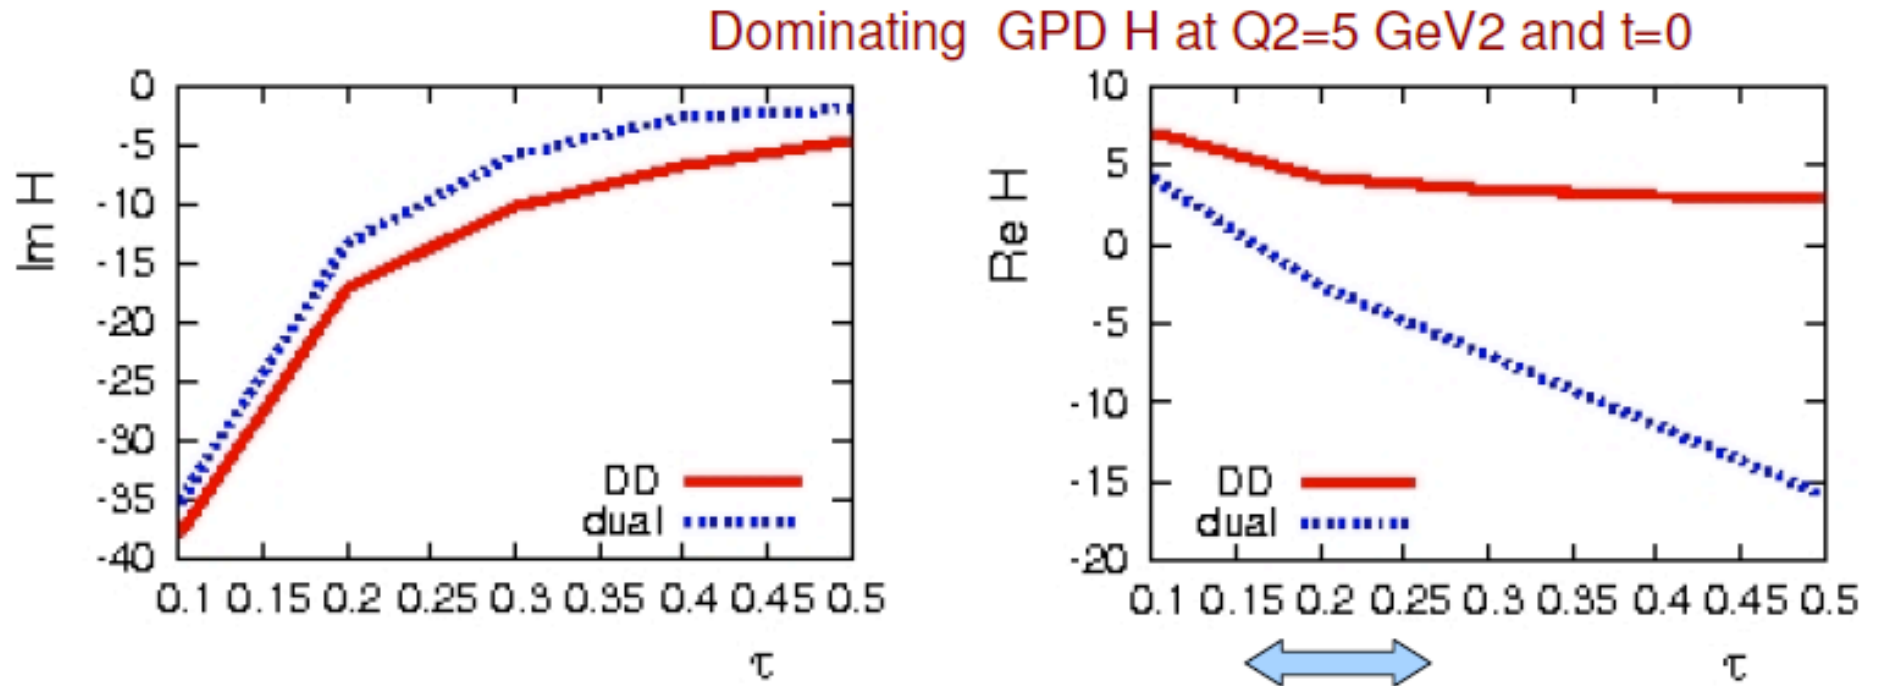 Dominating GPD H at Q2=5 GeV2 and t=0
Im H
0
-5
-10
-15
-20
-25
-30
-35
-40
DD
dual
0.1 0.15 0.2 0.25 0.3 0.35 0.4 0.45 0.5
τ
Re H
10
5
0
-5
-10
-15
-20
DD
dual
0.1 0.15 0.2 0.25 0.3 0.35 0.4 0.45 0.5
τ